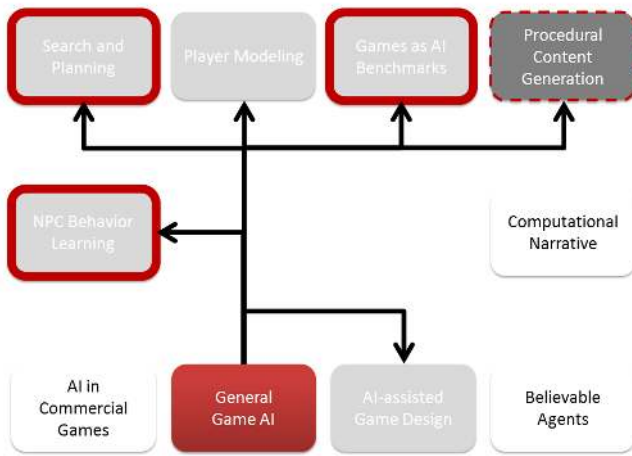 Search and
Planning
Player Modeling
Games as AI
Benchmarks
Procedural
Content
Generation
NPC Behavior
Learning
Computational
Narrative
AI in
Commercial
Games
General
Game AI
AI-assisted
Game Design
Believable
Agents